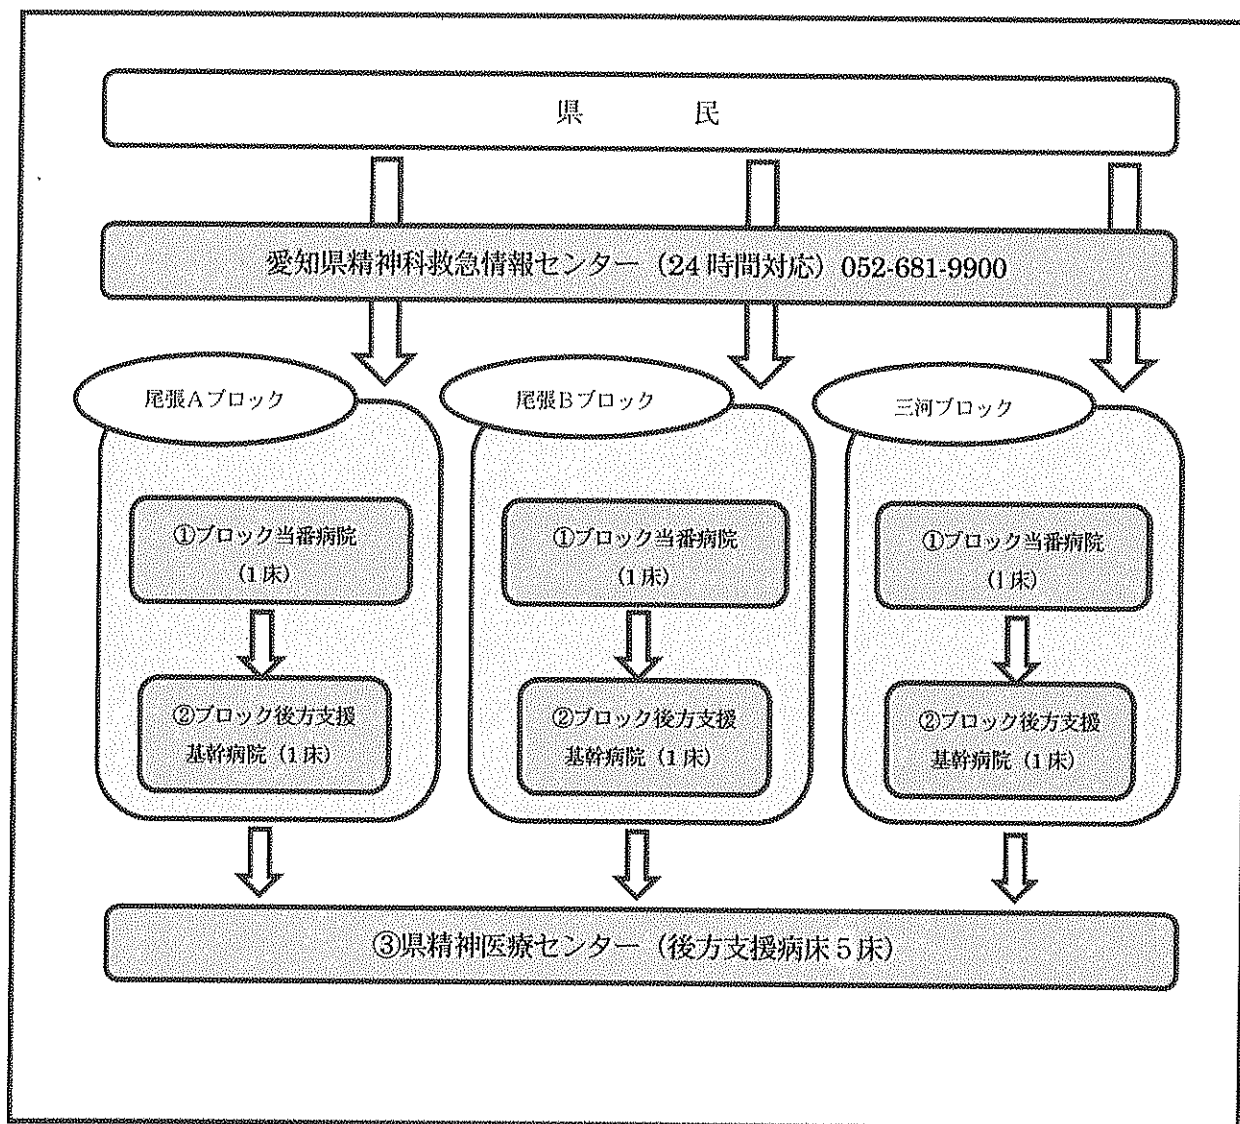 県 民
愛知県精神科救急情報センター（24時間対応）052-681-9900
尾張Aブロック
尾張Bブロック
三河ブロック
①ブロック当番病院
（1床）
①ブロック当番病院
（1床）
①ブロック当番病院
（1床）
②ブロック後方支援
基幹病院（1床）
②ブロック後方支援
基幹病院（1床）
②ブロック後方支援
基幹病院（1床）
③県精神医療センター（後方支援病床5床）